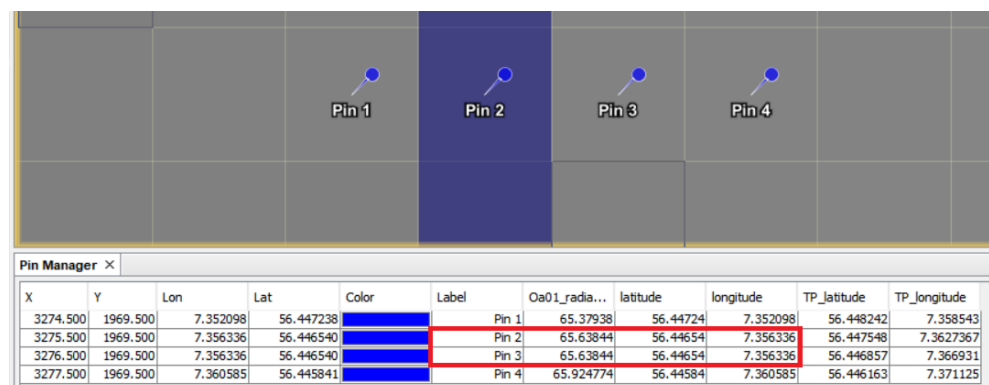 Pin 1 Pin 2 Pin 3 Pin 4
Pin Manager ×
X Y Lon Lat Color Label Oa01_radia... latitude longitude TP_latitude TP_longitude
3274.500 1969.500 7.352098 56.447238 Pin 1 65.37938 56.44724 7.352098 56.448242 7.358543
3275.500 1969.500 7.356336 56.446540 Pin 2 65.63844 56.44654 7.356336 56.447548 7.3627367
3276.500 1969.500 7.356336 56.446540 Pin 3 65.63844 56.44654 7.356336 56.446857 7.366931
3277.500 1969.500 7.360585 56.445841 Pin 4 65.924774 56.44584 7.360585 56.446163 7.371125